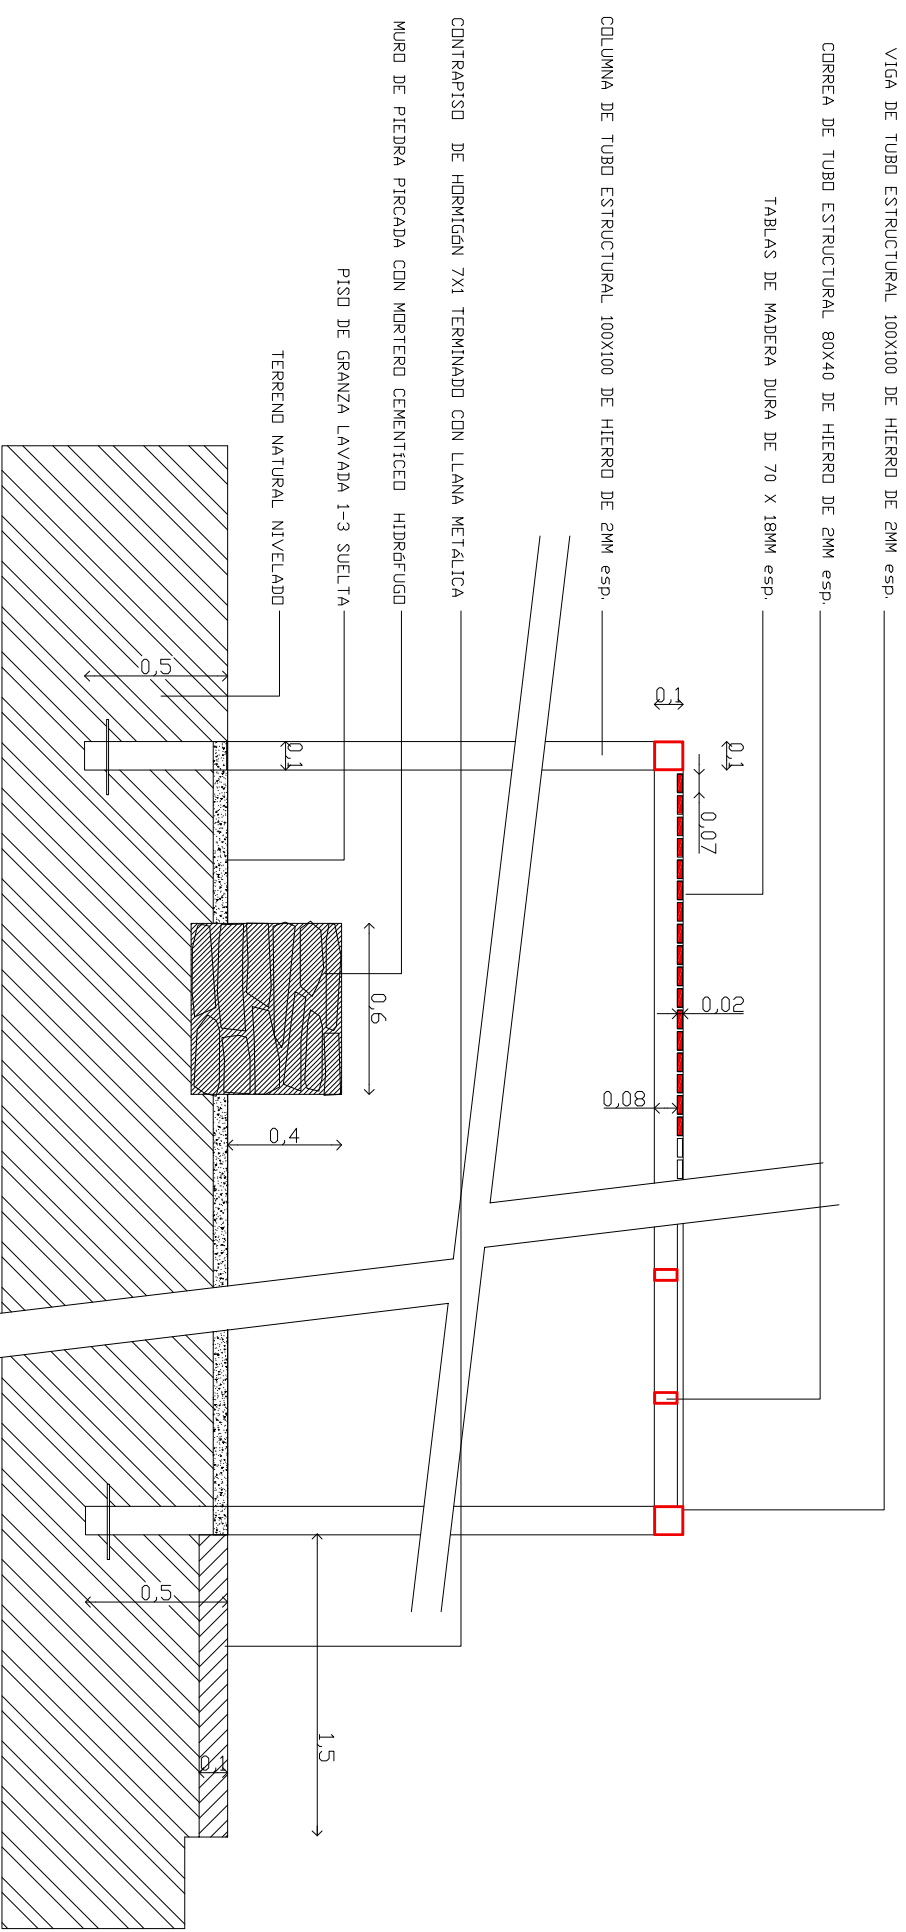 VIGA DE TUBO ESTRUCTURAL 100X100 DE HIERRO DE 2MM esp.
CORREA DE TUBO ESTRUCTURAL 80X40 DE HIERRO DE 2MM esp.
TABLAS DE MADERA DURA DE 70 X 18MM esp.
COLUMNA DE TUBO ESTRUCTURAL 100X100 DE HIERRO DE 2MM esp.
CONTRAPISO DE HORMIGóN 7X1 TERMINADO CON LLANA METáLICA
MURO DE PIEDRA PIRCADA CON MORTERO CEMENTíCEO HIDRóFUGO
PISO DE GRANZA LAVADA 1-3 SUELTA
TERRENO NATURAL NIVELADO
0,1
0,1
0,07
0,02
0,08
0,1
0,5
0,6
0,4
0,5
1,5
0,1